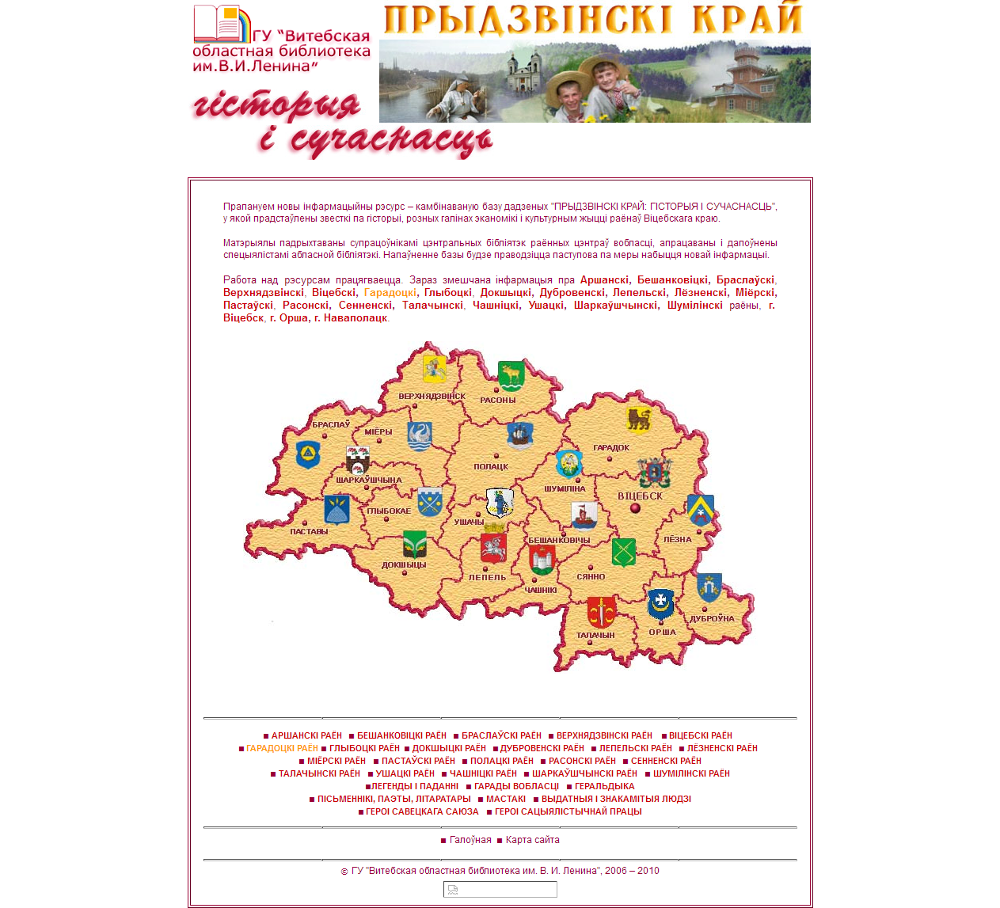 ПРЫДЗВІНСКІ КРАЙ
ГУ "Витебская
областная библиотека
им.В.И.Ленина"
гісторыя
і сучаснасць
Прапануем новы інфармацыйны рэсурс – камбінаваную базу дадзеных "ПРЫДЗВІНСКІ КРАЙ: ГІСТОРЫЯ І СУЧАСНАСЦЬ",
у якой прадстаўлены звесткі па гісторыі, розных галінах эканомікі і культурным жыцці раёнаў Віцебскага краю.
Матэрыялы падрыхтаваны супрацоўнікамі цэнтральных бібліятэк раённых цэнтраў вобласці, апрацаваны і дапоўнены
спецыялістамі абласной бібліятэкі. Напаўненне базы будзе праводзіцца паступова па меры набыцця новай інфармацыі.
Работа над рэсурсам працягваецца. Зараз змешчана інфармацыя пра Аршанскі, Бешанковіцкі, Браслаўскі,
Верхнядзвінскі, Віцебскі, Гарадоцкі, Глыбоцкі, Докшыцкі, Дубровенскі, Лепельскі, Лёзненскі, Міёрскі,
Пастаўскі, Расонскі, Сенненскі, Талачынскі, Чашніцкі, Ушацкі, Шаркаўшчынскі, Шумілінскі раёны, г.
Віцебск, г. Орша, г. Наваполацк.
ВЕРХНЯДЗВІНСК
РАСОНЫ
БРАСЛАЎ
МІЁРЫ
ГАРАДОК
ПОЛАЦК
ШАРКАЎШЧЫНА
ШУМІЛІНА
ВІЦЕБСК
ГЛЫБОКАЕ
УШАЧЫ
ПАСТАВЫ
БЕШАНКОВІЧЫ
ЛЁЗНА
ДОКШЫЦЫ
ЛЕПЕЛЬ
СЯННО
ЧАШНІКІ
ДУБРОЎНА
ТАЛАЧЫН
ОРША
АРШАНСКІ РАЁН БЕШАНКОВІЦКІ РАЁН БРАСЛАЎСКІ РАЁН ВЕРХНЯДЗВІНСКІ РАЁН ВІЦЕБСКІ РАЁН
ГАРАДОЦКІ РАЁН ГЛЫБОЦКІ РАЁН ДОКШЫЦКІ РАЁН ДУБРОВЕНСКІ РАЁН ЛЕПЕЛЬСКІ РАЁН ЛЁЗНЕНСКІ РАЁН
МІЁРСКІ РАЁН ПАСТАЎСКІ РАЁН ПОЛАЦКІ РАЁН РАСОНСКІ РАЁН СЕННЕНСКІ РАЁН
ТАЛАЧЫНСКІ РАЁН УШАЦКІ РАЁН ЧАШНІЦКІ РАЁН ШАРКАЎШЧЫНСКІ РАЁН ШУМІЛІНСКІ РАЁН
ЛЕГЕНДЫ І ПАДАННІ ГАРАДЫ ВОБЛАСЦІ ГЕРАЛЬДЫКА
ПІСЬМЕННІКІ, ПАЭТЫ, ЛІТАРАТАРЫ МАСТАКІ ВЫДАТНЫЯ І ЗНАКАМІТЫЯ ЛЮДЗІ
ГЕРОІ САВЕЦКАГА САЮЗА ГЕРОІ САЦЫЯЛІСТЫЧНАЙ ПРАЦЫ
Галоўная Карта сайта
© ГУ "Витебская областная библиотека им. В. И. Ленина", 2006 – 2010